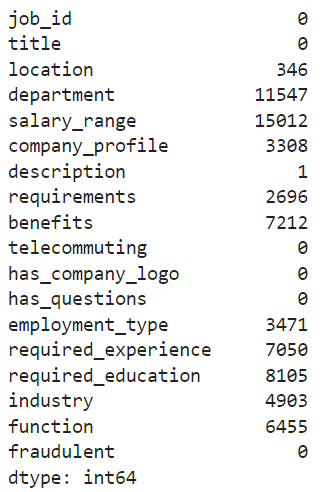 job_id 0
title 0
location 346
department 11547
salary_range 15012
company_profile 3308
description 1
requirements 2696
benefits 7212
telecommuting 0
has_company_logo 0
has_questions 0
employment_type 3471
required_experience 7050
required_education 8105
industry 4903
function 6455
fraudulent 0
dtype: int64